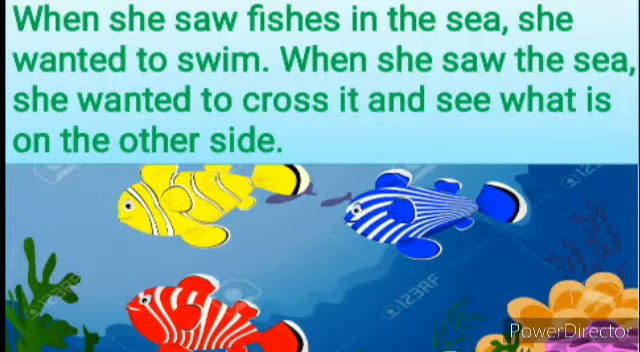 When she saw fishes in the sea, she
wanted to swim. When she saw the sea,
she wanted to cross it and see what is
on the other side.
123RF
PowerDirector